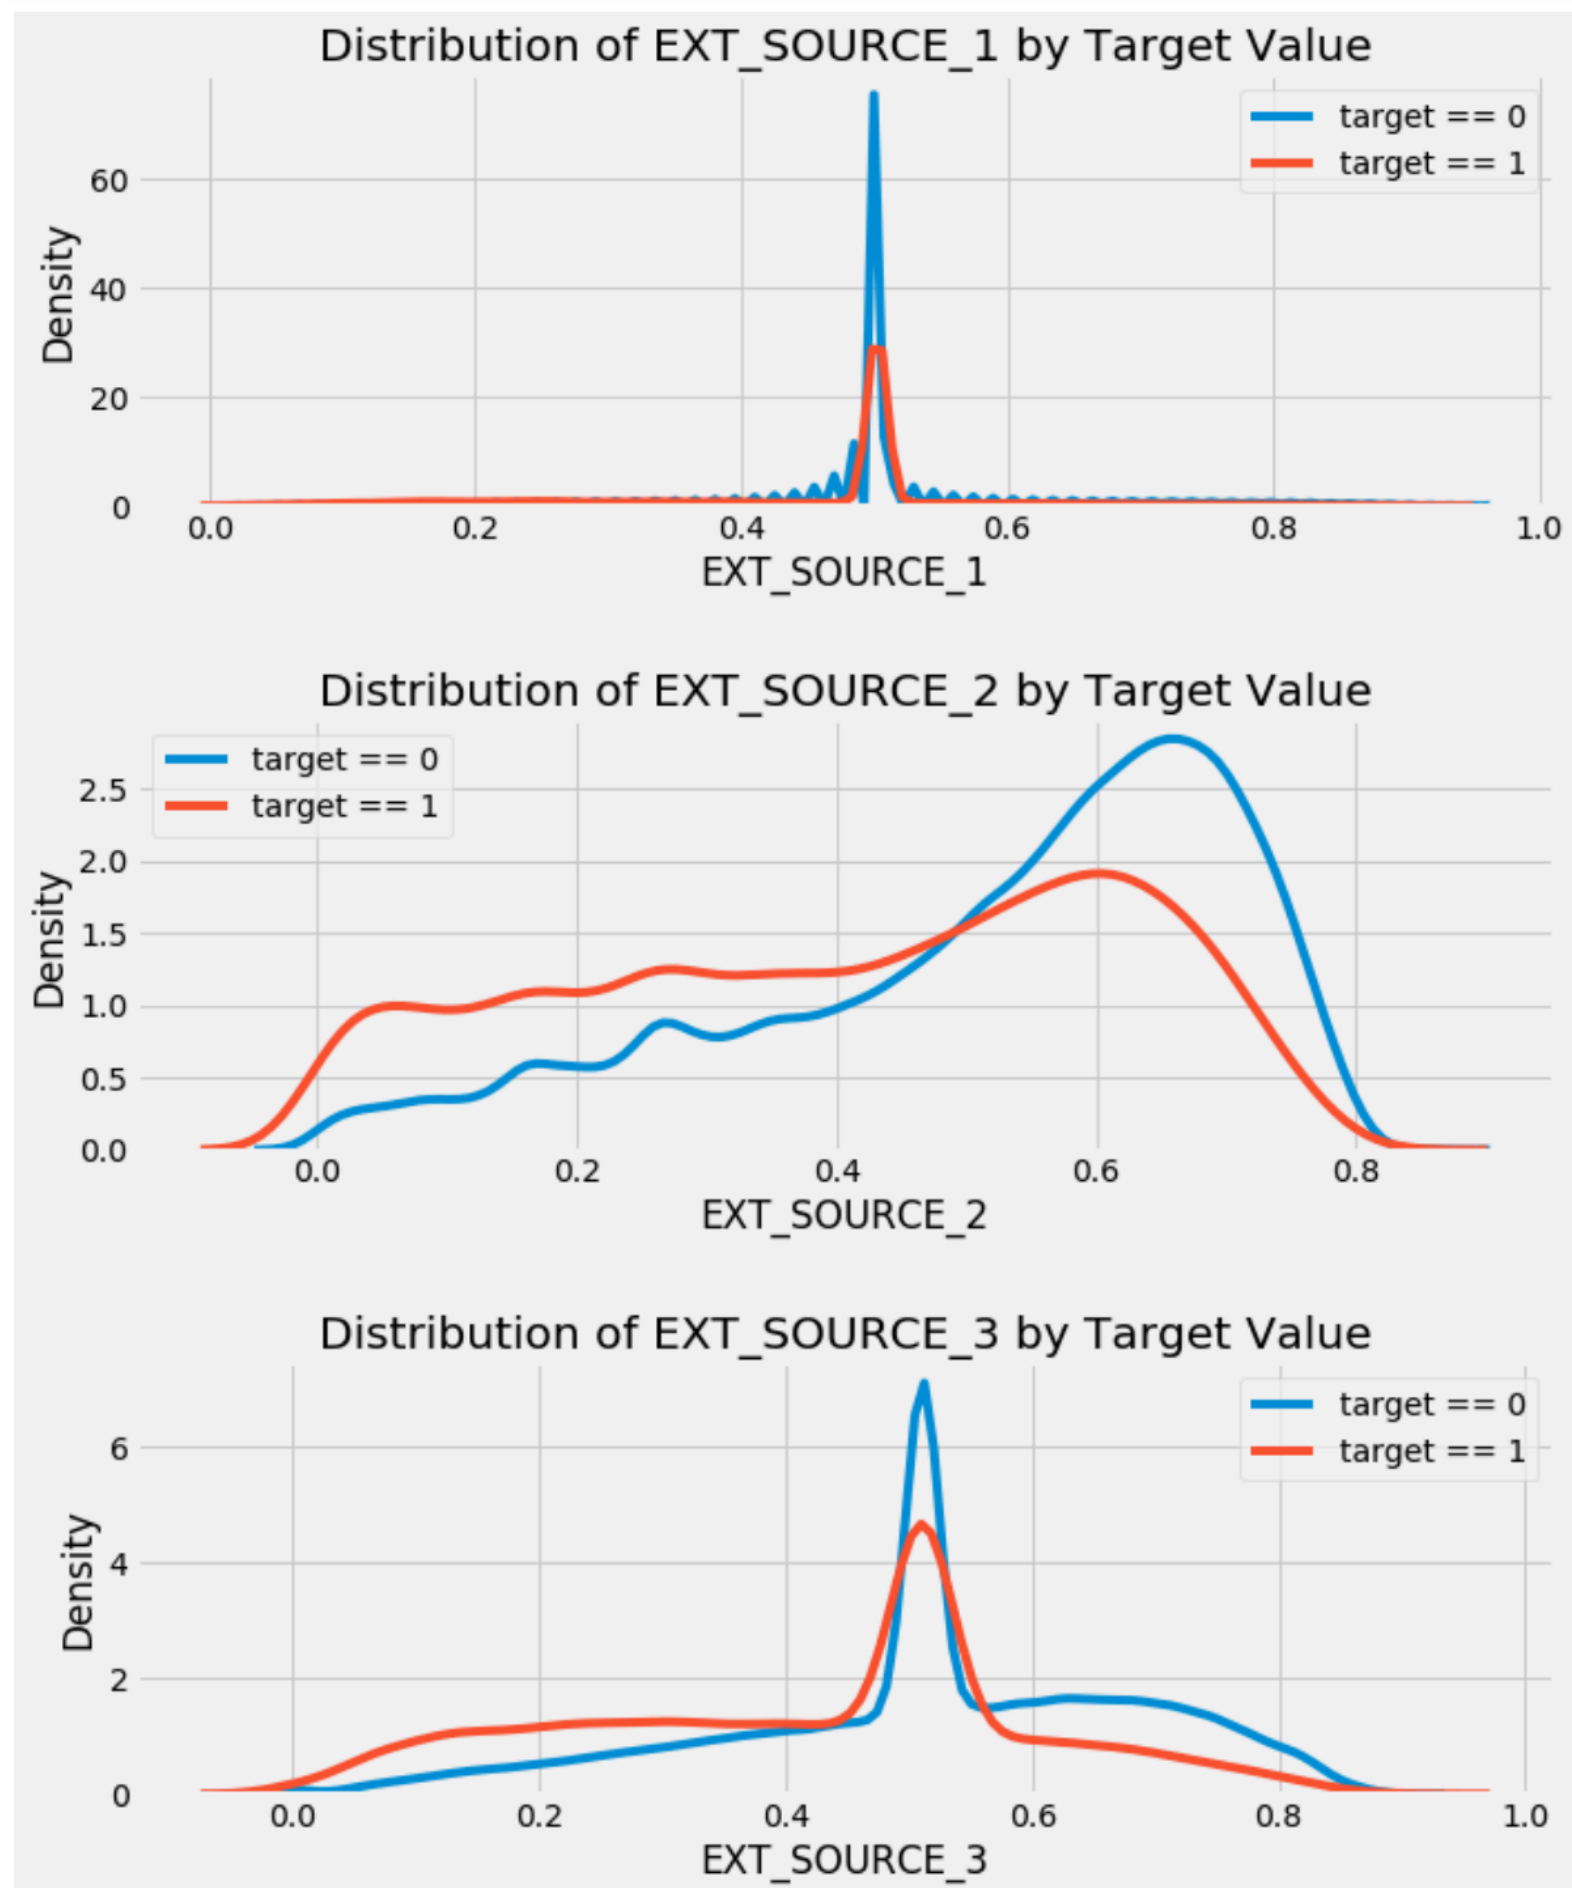 Distribution of EXT_SOURCE_1 by Target Value
target == 0
target == 1
60
40
20
0
Density
0.0 0.2 0.4 0.6 0.8 1.0
EXT_SOURCE_1
Distribution of EXT_SOURCE_2 by Target Value
target == 0
target == 1
2.5
2.0
1.5
1.0
0.5
0.0
Density
0.0 0.2 0.4 0.6 0.8
EXT_SOURCE_2
Distribution of EXT_SOURCE_3 by Target Value
target == 0
target == 1
6
4
2
0
Density
0.0 0.2 0.4 0.6 0.8 1.0
EXT_SOURCE_3